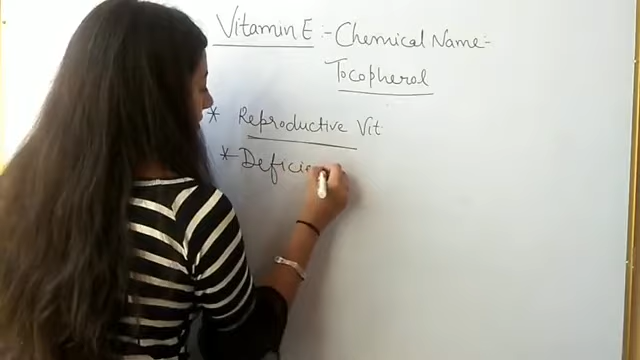 Vitamin E :- Chemical Name:-
Tocopherol
* Reproductive Vit
* Defici